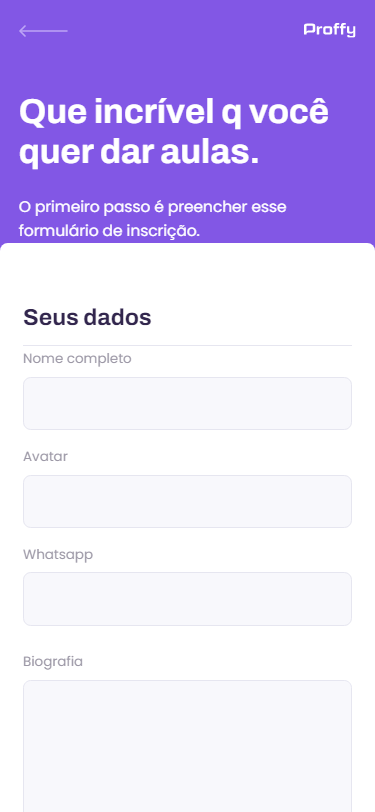 Proffy
Que incrível q você
quer dar aulas.
O primeiro passo é preencher esse
formulário de inscrição.
Seus dados
Nome completo
Avatar
Whatsapp
Biografia